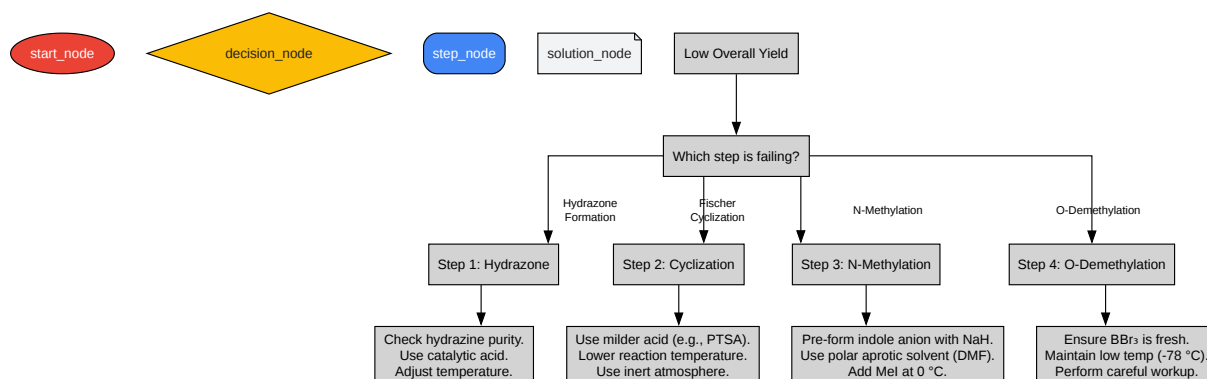 start_node
decision_node
step_node
solution_node
Low Overall Yield
Which step is failing?
Hydrazone
Formation
Fischer
Cyclization
N-Methylation
O-Demethylation
Step 1: Hydrazone
Step 2: Cyclization
Step 3: N-Methylation
Step 4: O-Demethylation
Check hydrazine purity.
Use catalytic acid.
Adjust temperature.
Use milder acid (e.g., PTSA).
Lower reaction temperature.
Use inert atmosphere.
Pre-form indole anion with NaH.
Use polar aprotic solvent (DMF).
Add MeI at 0 °C.
Ensure BBr₃ is fresh.
Maintain low temp (-78 °C).
Perform careful workup.